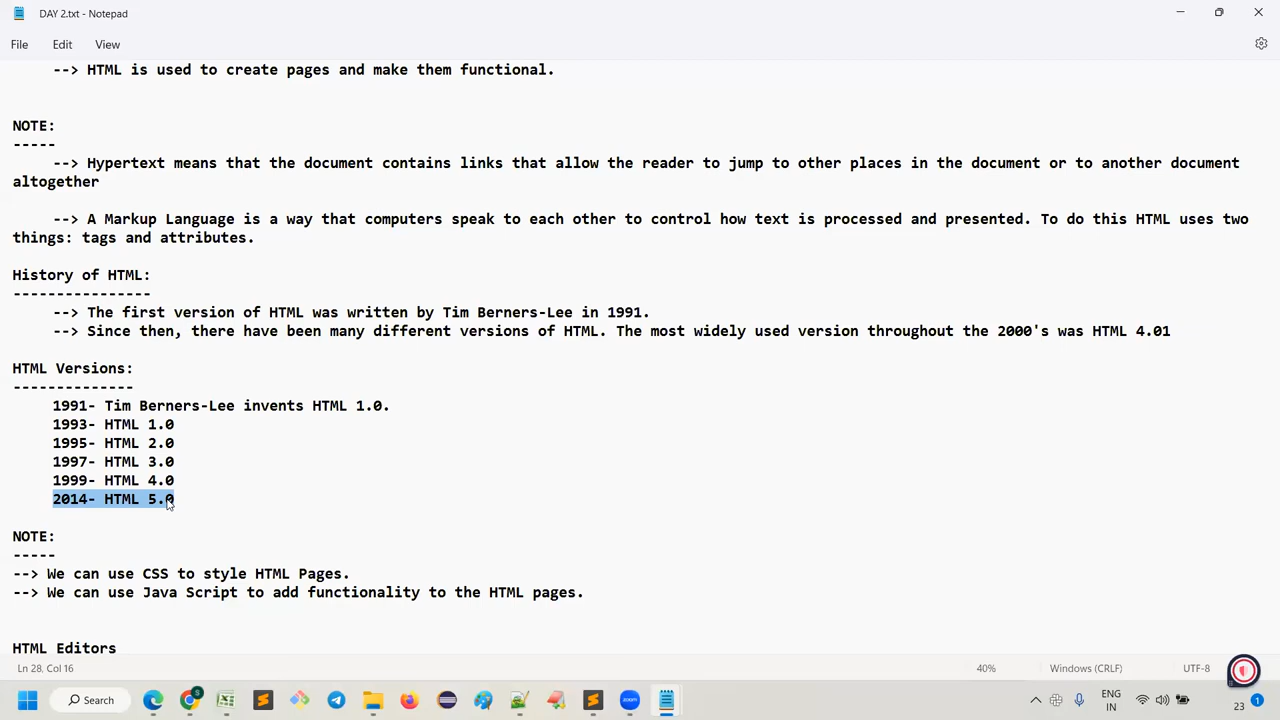 DAY 2.txt - Notepad
File Edit View
--> HTML is used to create pages and make them functional.
NOTE:
-----
--> Hypertext means that the document contains links that allow the reader to jump to other places in the document or to another document
altogether
--> A Markup Language is a way that computers speak to each other to control how text is processed and presented. To do this HTML uses two
things: tags and attributes.
History of HTML:
----------------
--> The first version of HTML was written by Tim Berners-Lee in 1991.
--> Since then, there have been many different versions of HTML. The most widely used version throughout the 2000's was HTML 4.01
HTML Versions:
--------------
1991- Tim Berners-Lee invents HTML 1.0.
1993- HTML 1.0
1995- HTML 2.0
1997- HTML 3.0
1999- HTML 4.0
2014- HTML 5.0
NOTE:
-----
--> We can use CSS to style HTML Pages.
--> We can use Java Script to add functionality to the HTML pages.
HTML Editors
Ln 28, Col 16 40% Windows (CRLF) UTF-8
Search zoom ENG
IN 23 1